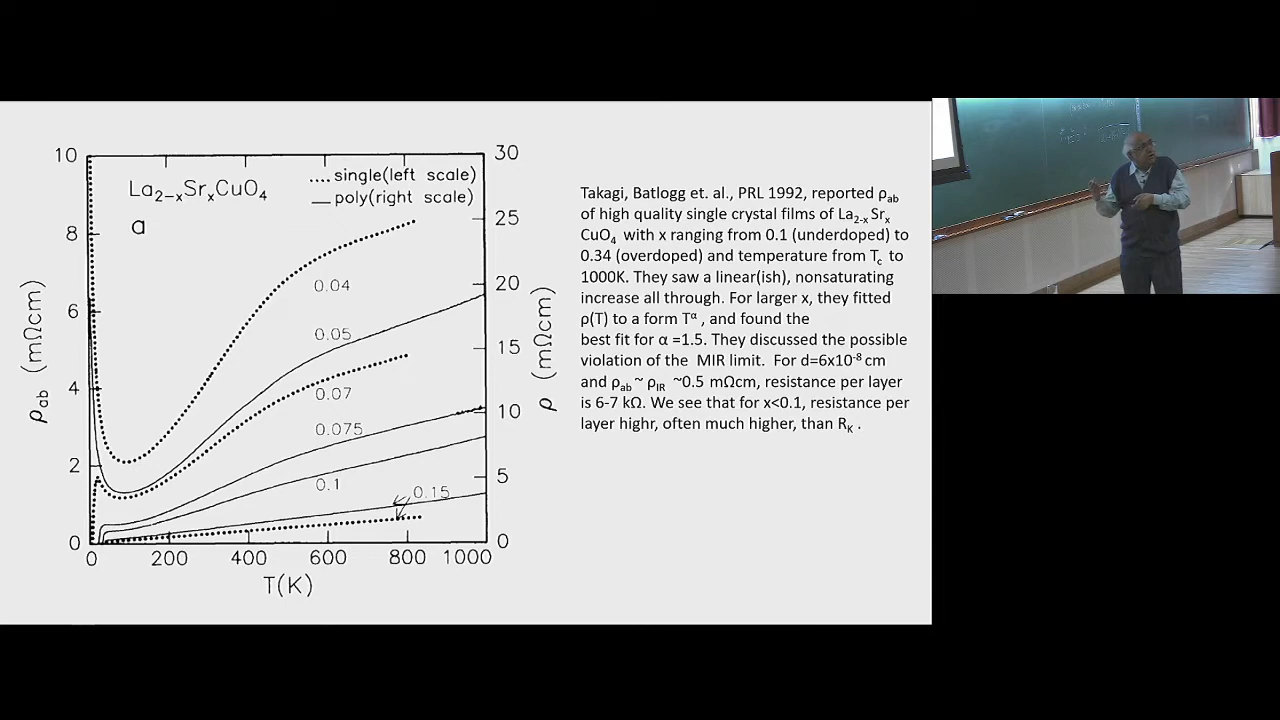 10
8
6
4
2
0
ρab (mΩcm)
La2−xSrxCuO4
a
.... single(left scale)
— poly(right scale)
0.04
0.05
0.07
0.075
0.1
0.15
30
25
20
15
10
5
0
ρ (mΩcm)
0 200 400 600 800 1000
T(K)
Takagi, Batlogg et. al., PRL 1992, reported ρab
of high quality single crystal films of La2-x Srx
CuO4 with x ranging from 0.1 (underdoped) to
0.34 (overdoped) and temperature from Tc to
1000K. They saw a linear(ish), nonsaturating
increase all through. For larger x, they fitted
ρ(T) to a form Tα , and found the
best fit for α =1.5. They discussed the possible
violation of the MIR limit. For d=6x10-8 cm
and ρab ~ ρIR ~0.5 mΩcm, resistance per layer
is 6-7 kΩ. We see that for x<0.1, resistance per
layer highr, often much higher, than RK .